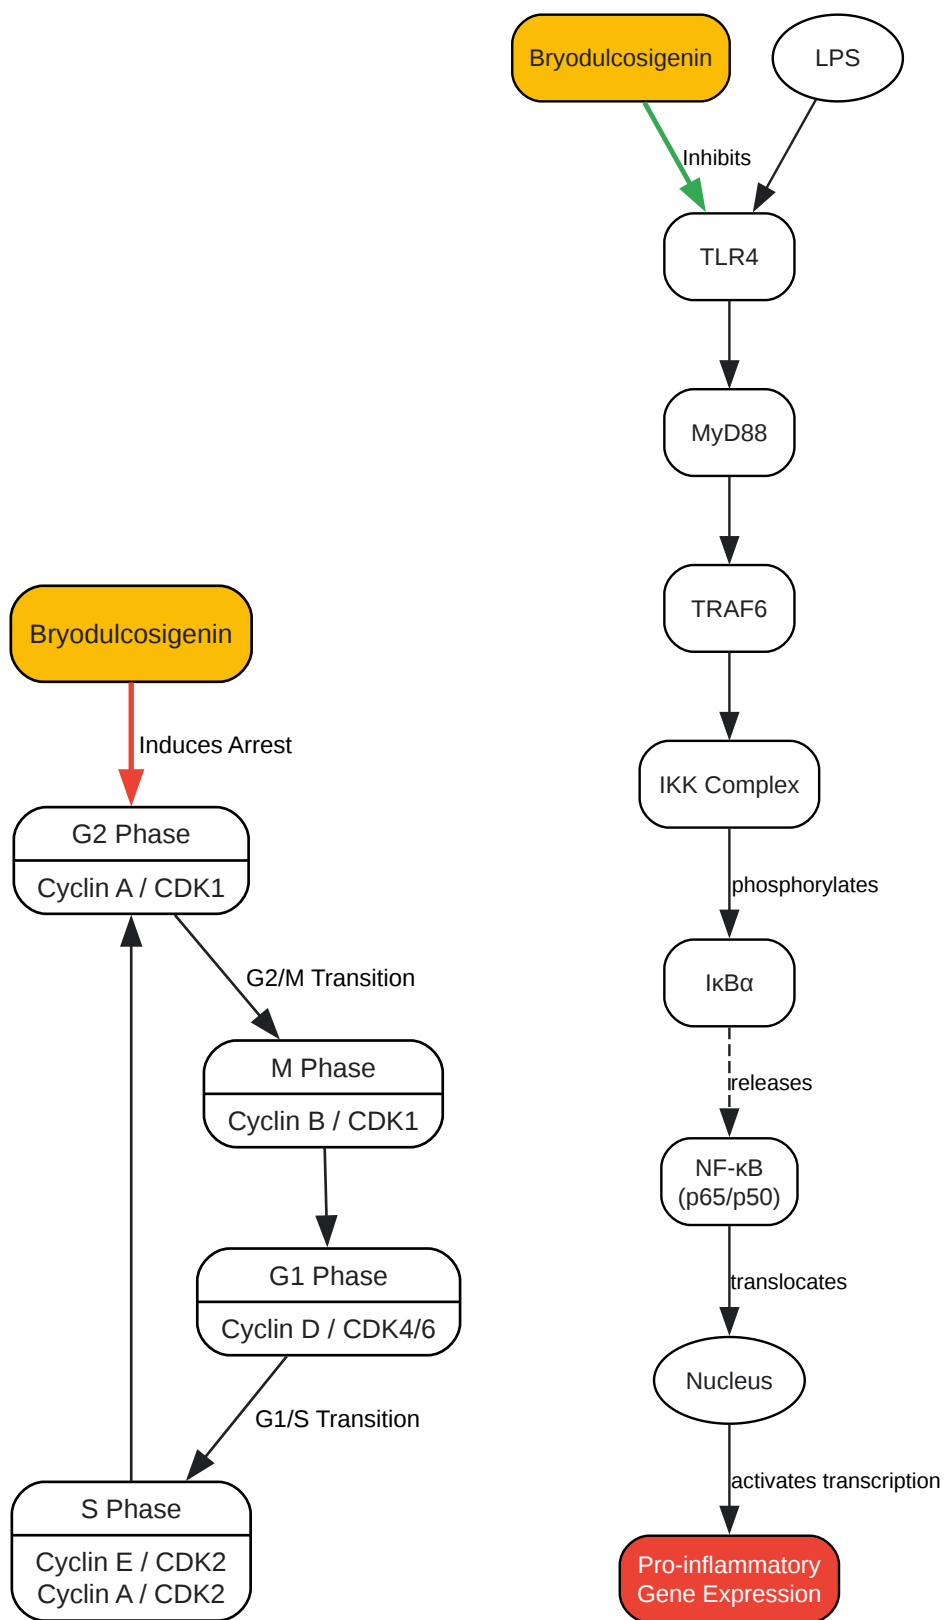 Bryodulcosigenin
Induces Arrest
G2 Phase
Cyclin A / CDK1
G2/M Transition
M Phase
Cyclin B / CDK1
G1 Phase
Cyclin D / CDK4/6
G1/S Transition
S Phase
Cyclin E / CDK2
Cyclin A / CDK2
Bryodulcosigenin
LPS
Inhibits
TLR4
MyD88
TRAF6
IKK Complex
phosphorylates
IκBα
releases
NF-κB
(p65/p50)
translocates
Nucleus
activates transcription
Pro-inflammatory
Gene Expression